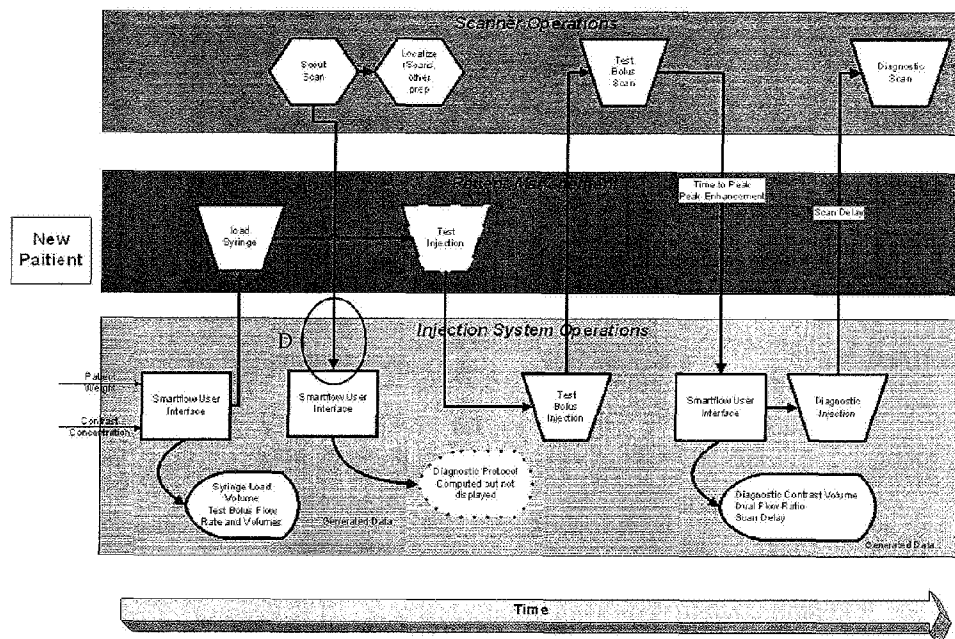 Scanner Operations
Scout
Scan
Localize
other
prep
Test
Bolus
Scan
Diagnostic
Scan
Patient Management
Time to Peak
Peak Enhancement
Scan Delay
New
Paitient
load
Syringe
Test
Injection
Injection System Operations
D
Patient
Weight
Contrast
Concentration
Smartflow User
Interface
Smartflow User
Interface
Test
Bolus
Injection
Smartflow User
Interface
Diagnostic
Injection
Syringe Load
Volume
Test Bolus Flow
Rate and Volumes
Diagnostic Protocol
Computed but not
displayed
Generated Data
Diagnostic Contrast Volume
Dual Flow Ratio
Scan Delay
Generated Data
Time